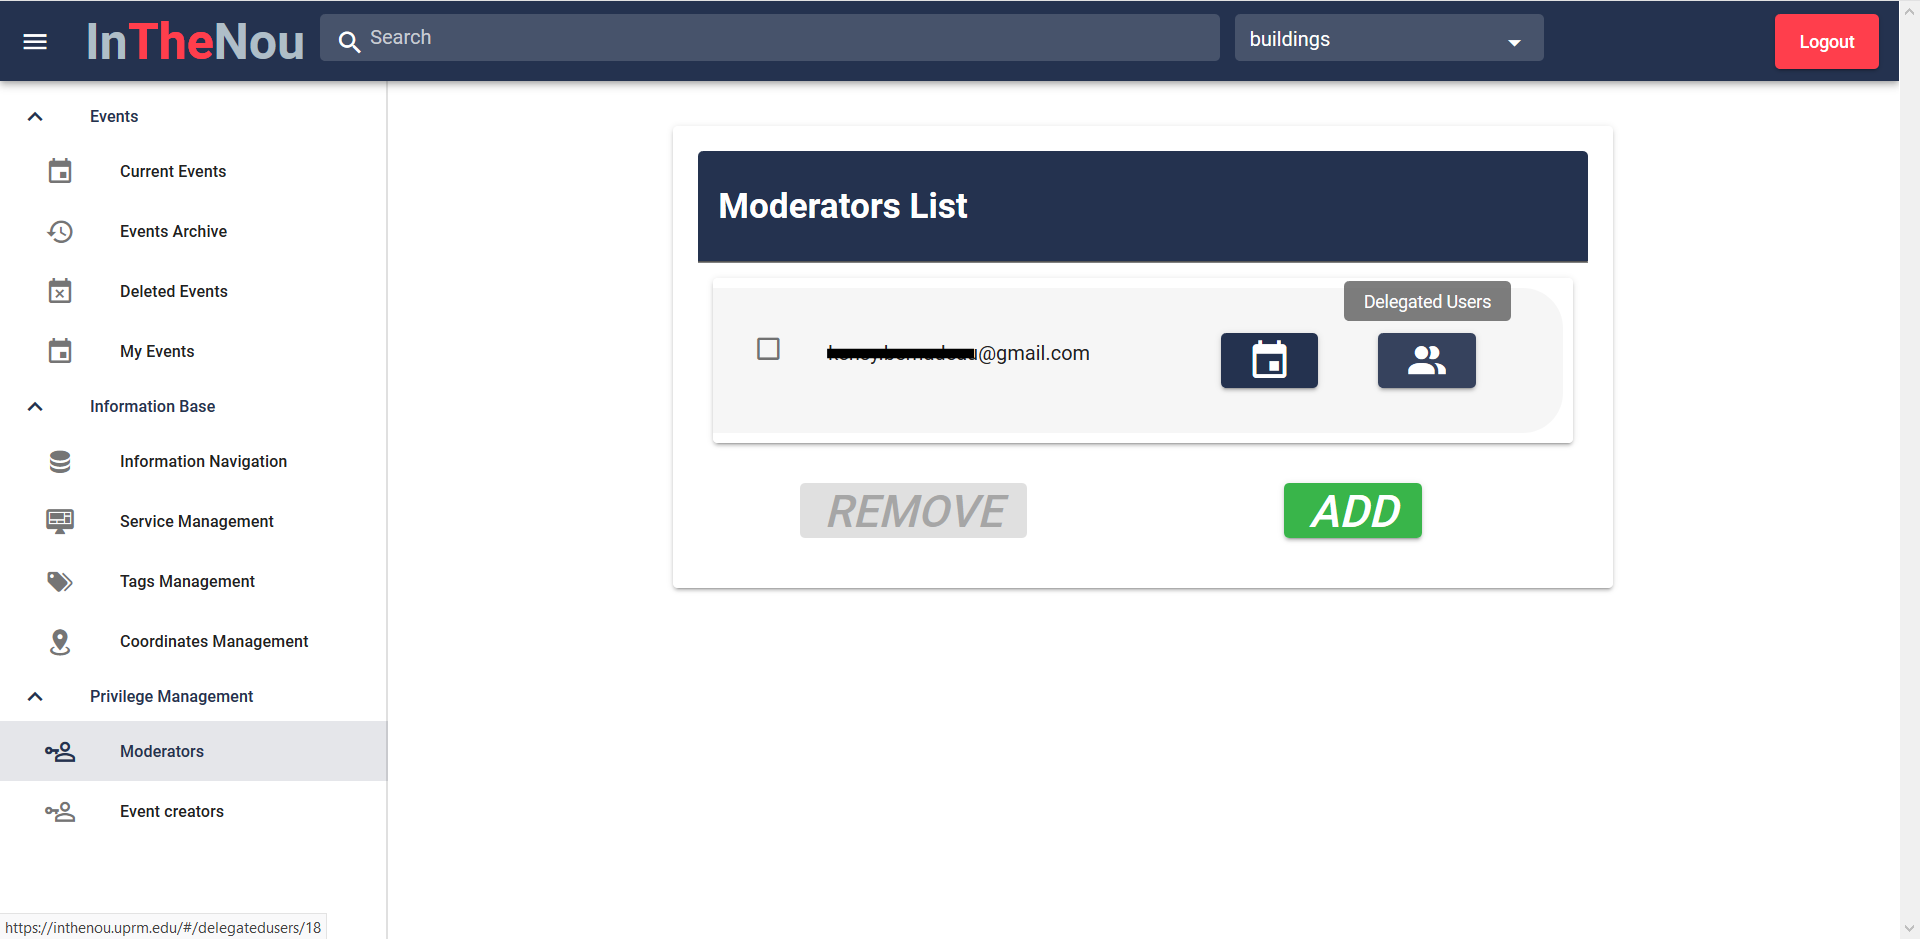 InTheNou
Search
buildings
Logout
Events
Current Events
Events Archive
Deleted Events
My Events
Information Base
Information Navigation
Service Management
Tags Management
Coordinates Management
Privilege Management
Moderators
Event creators
Moderators List
Delegated Users
@gmail.com
REMOVE
ADD
https://inthenou.uprm.edu/#/delegatedusers/18